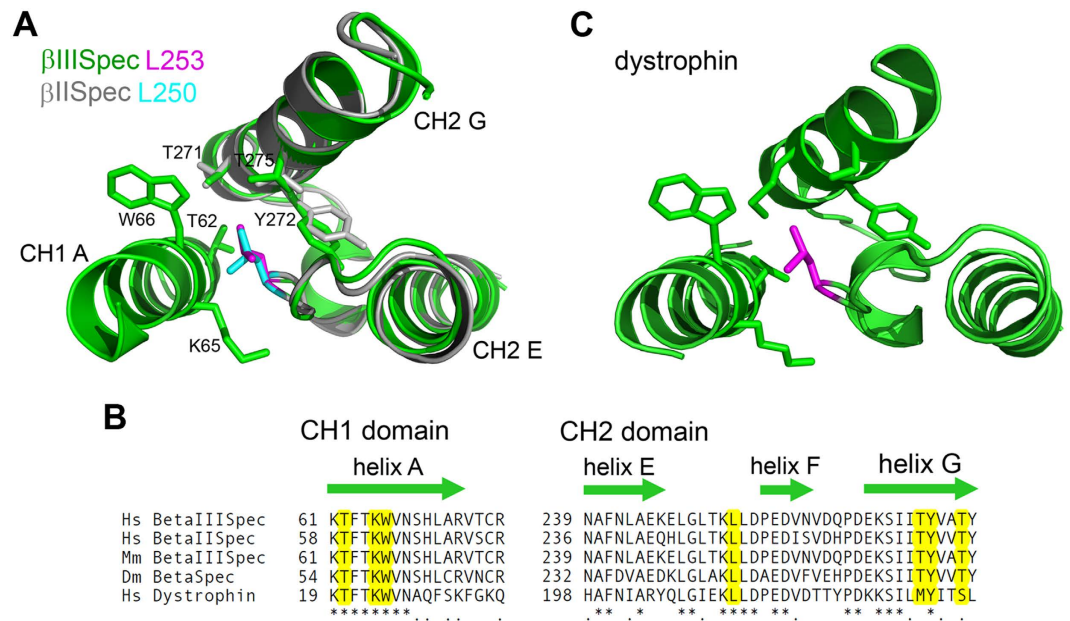 A
βIIISpec L253
βIISpec L250
CH2 G
T271
T275
W66
T62
Y272
CH1 A
K65
CH2 E
C
dystrophin
B
CH1 domain
CH2 domain
helix A
helix E
helix F
helix G
Hs BetaIIISpec 61 KTFTKWVNSHLARVTCR 239 NAFNLAEKELGLTKLLDPEDVNVDQPDEKSIITYVATY
Hs BetaIISpec 58 KTFTKWVNSHLARVSCR 236 NAFNLAEQHLGLTKLLDPEDISVDHPDEKSIITYVVTY
Mm BetaIIISpec 61 KTFTKWVNSHLARVTCR 239 NAFNLAEKELGLTKLLDPEDVNVDQPDEKSIITYVATY
Dm BetaSpec 54 KTFTKWVNSHLCRVNCR 232 NAFDVAEDKLGLAKLLDAEDVFVEHPDEKSIITYVVTY
Hs Dystrophin 19 KTFTKWVNAQFSKFGKQ 198 HAFNIARYQLGIEKLLDPEDVDTTYPDKKSILMYITSL
******** .. .. . . ** * ** **** ** ** *** . * .